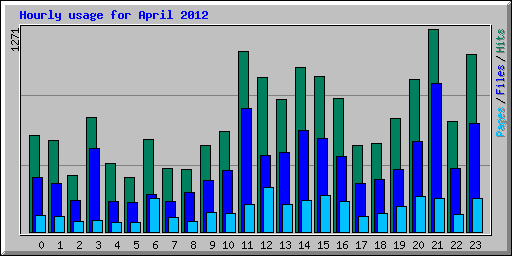 Hourly usage for April 2012
1271
Pages/Files/Hits
0 1 2 3 4 5 6 7 8 9 10 11 12 13 14 15 16 17 18 19 20 21 22 23